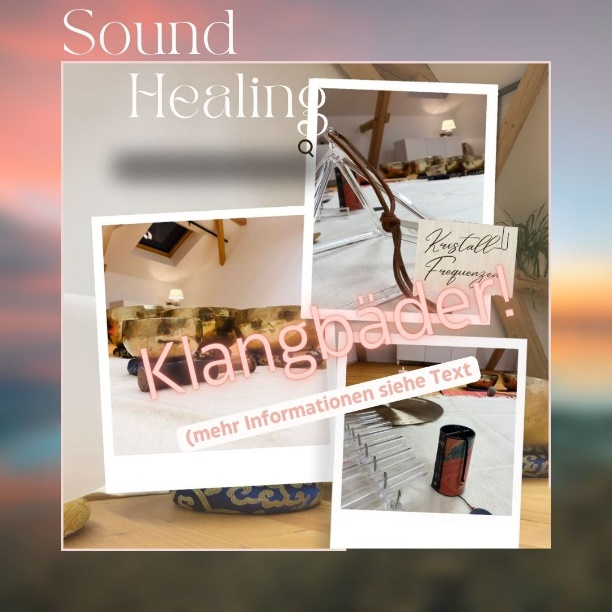 Sound
Healing
Kristall
Frequenzen
Klangbäder!
(mehr Informationen siehe Text